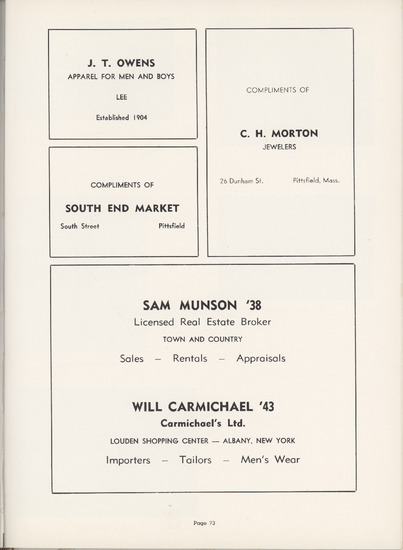 J. T. OWENS
APPAREL FOR MEN AND BOYS
LEE
Established 1904
COMPLIMENTS OF
SOUTH END MARKET
South Street Pittsfield
COMPLIMENTS OF
C. H. MORTON
JEWELERS
26 Dunham St. Pittsfield, Mass.
SAM MUNSON '38
Licensed Real Estate Broker
TOWN AND COUNTRY
Sales — Rentals — Appraisals
WILL CARMICHAEL '43
Carmichael's Ltd.
LOUDEN SHOPPING CENTER — ALBANY, NEW YORK
Importers — Tailors — Men's Wear
Page 93